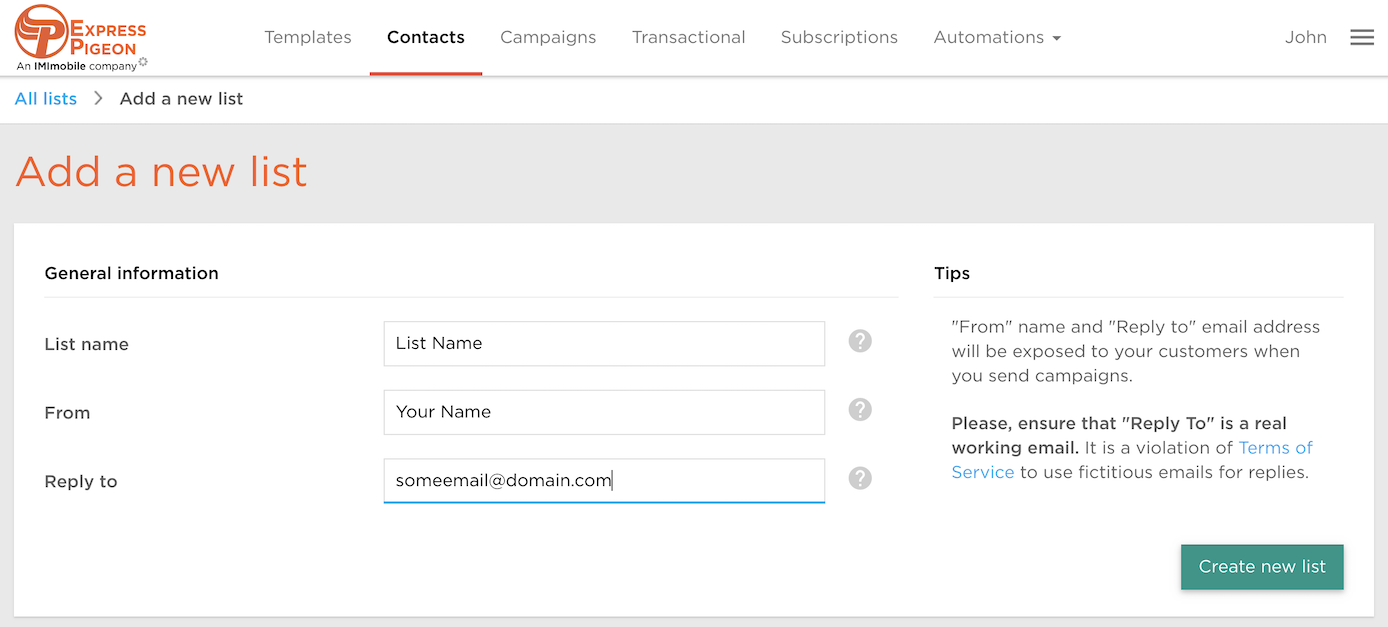 EXPRESS
PIGEON
An IMImobile company
Templates Contacts Campaigns Transactional Subscriptions Automations John
All lists > Add a new list
Add a new list
General information
List name List Name ?
From Your Name ?
Reply to someemail@domain.com ?
Tips
"From" name and "Reply to" email address
will be exposed to your customers when
you send campaigns.
Please, ensure that "Reply To" is a real
working email. It is a violation of Terms of
Service to use fictitious emails for replies.
Create new list